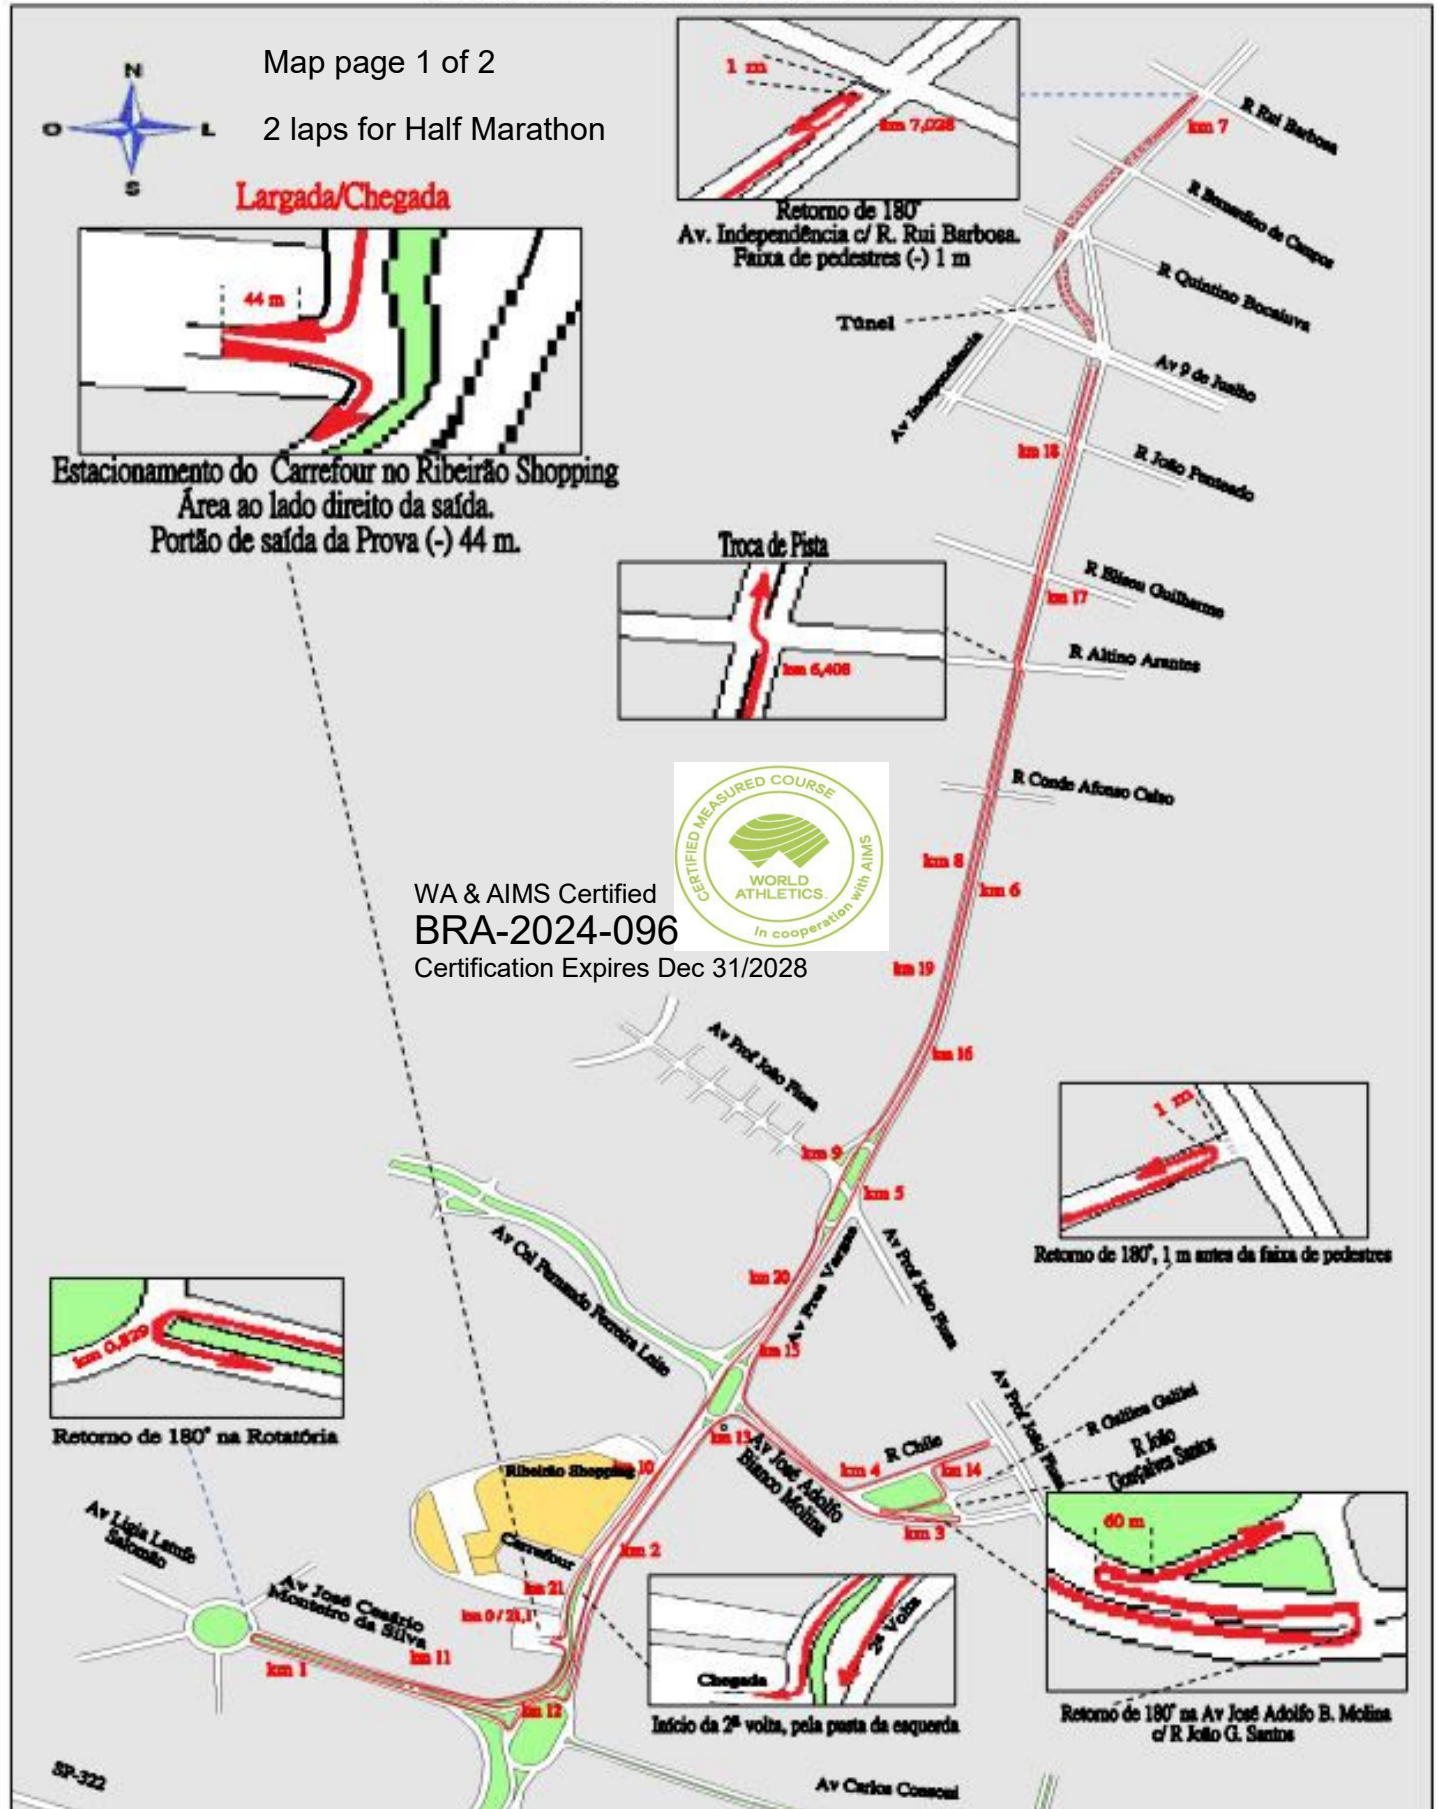 Map page 1 of 2
2 laps for Half Marathon
N
O
L
S
Largada/Chegada
44 m
Estacionamento do Carrefour no Ribeirão Shopping
Área ao lado direito da saída.
Portão de saída da Prova (-) 44 m.
1 m
km 7,028
Retorno de 180°
Av. Independência c/ R. Rui Barbosa.
Faixa de pedestres (-) 1 m
R Rui Barbosa
km 7
R Bernardino de Campos
R Quintino Bocaiuva
Túnel
Av Independência
Av 9 de Junho
km 18
R João Penteado
Troca de Pista
km 6,408
R Eliseu Guilherme
km 17
R Altino Arantes
R Conde Afonso Celso
CERTIFIED MEASURED COURSE
WORLD
ATHLETICS
In cooperation with AIMS
WA & AIMS Certified
BRA-2024-096
Certification Expires Dec 31/2028
km 8
km 6
km 19
km 16
Av Prof João Fiusa
km 9
km 5
Av Prof João Fiusa
1 m
Retorno de 180°, 1 m antes da faixa de pedestres
Av Cel Fernando Ferreira Leite
km 20
Av Pres Vargas
km 15
km 0,829
Retorno de 180° na Rotatória
Av Prof João Fiusa
R Galileu Galilei
R João
Gonçalves Santos
R Chile
km 13
km 4
km 14
Av José Adolfo
Bianco Molina
km 3
Ribeirão Shopping
km 10
Carrefour
km 2
km 21
km 0 / 21,1
Av Ligia Latufe
Salomão
Av José Cesário
Monteiro da Silva
km 1
km 11
km 12
60 m
Retorno de 180° na Av José Adolfo B. Molina
c/ R João G. Santos
Chegada
2ª Volta
Início da 2ª volta, pela pusta da esquerda
SP-322
Av Carlos Consoni